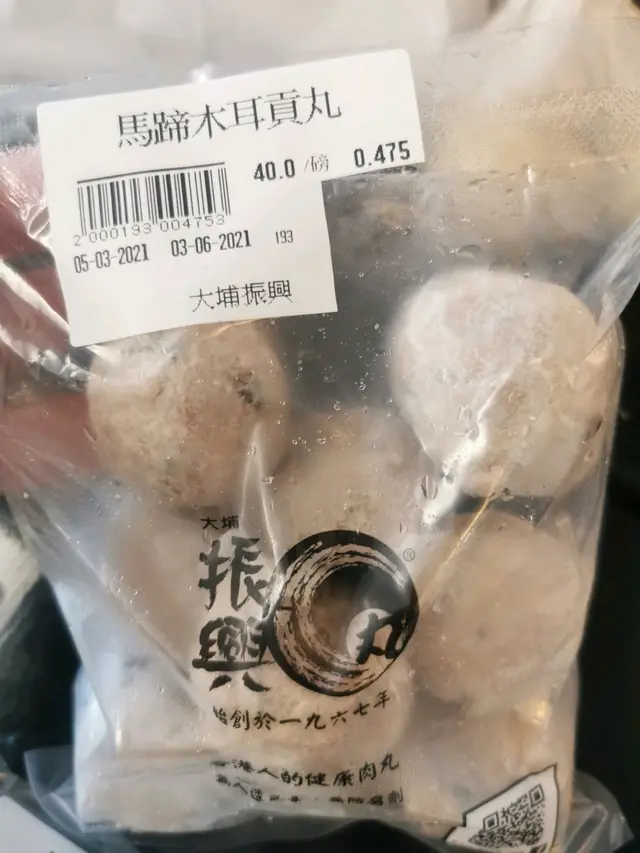 馬蹄木耳貢丸
40.0 /磅 0.475
2 000193 004753
05-03-2021 03-06-2021 193
大埔振興
大埔
振興
丸
®
始創於一九六七年
香港人的健康肉丸